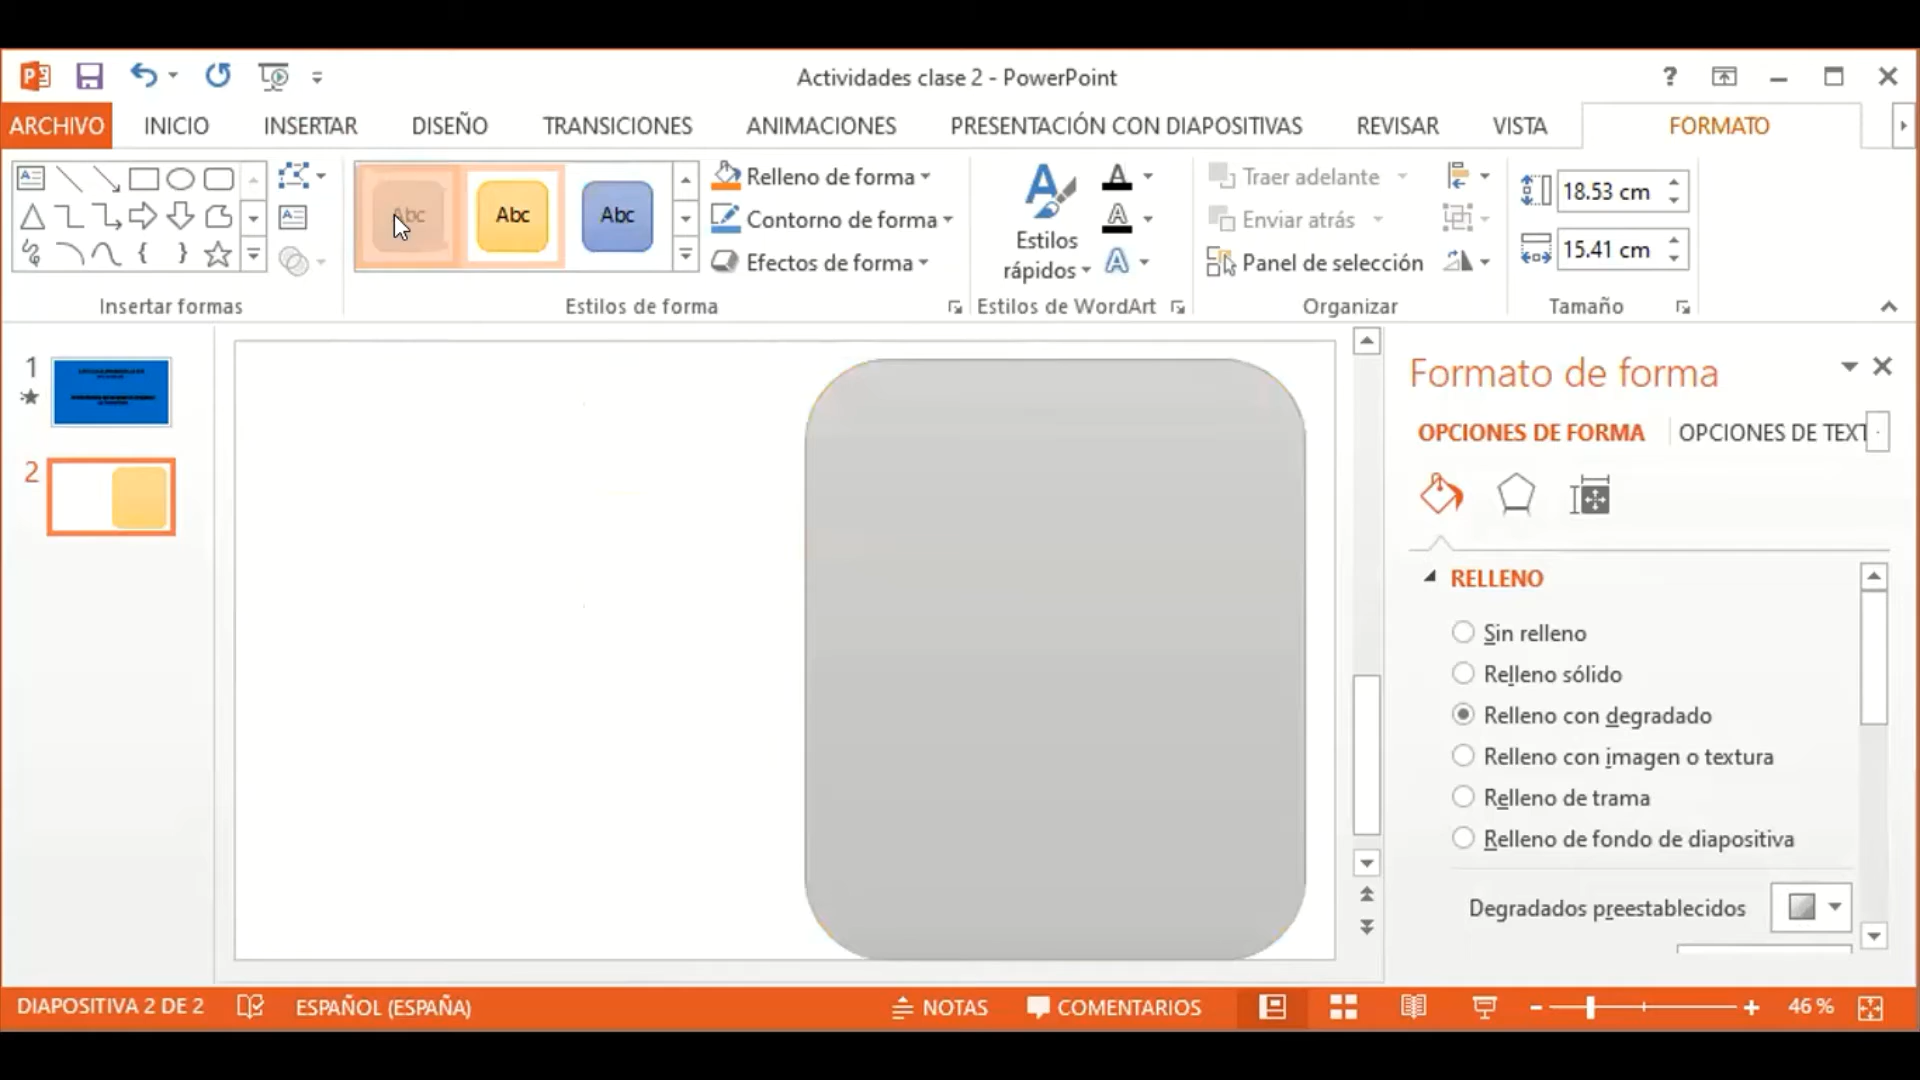 Actividades clase 2 - PowerPoint
?
ARCHIVO INICIO INSERTAR DISEÑO TRANSICIONES ANIMACIONES PRESENTACIÓN CON DIAPOSITIVAS REVISAR VISTA FORMATO
Abc Abc Abc
Relleno de forma
Contorno de forma
Efectos de forma
Estilos
rápidos
Traer adelante
Enviar atrás
Panel de selección
18.53 cm
15.41 cm
Insertar formas
Estilos de forma
Estilos de WordArt
Organizar
Tamaño
1
2
Formato de forma
OPCIONES DE FORMA OPCIONES DE TEXT
RELLENO
Sin relleno
Relleno sólido
Relleno con degradado
Relleno con imagen o textura
Relleno de trama
Relleno de fondo de diapositiva
Degradados preestablecidos
DIAPOSITIVA 2 DE 2 ESPAÑOL (ESPAÑA) NOTAS COMENTARIOS 46 %